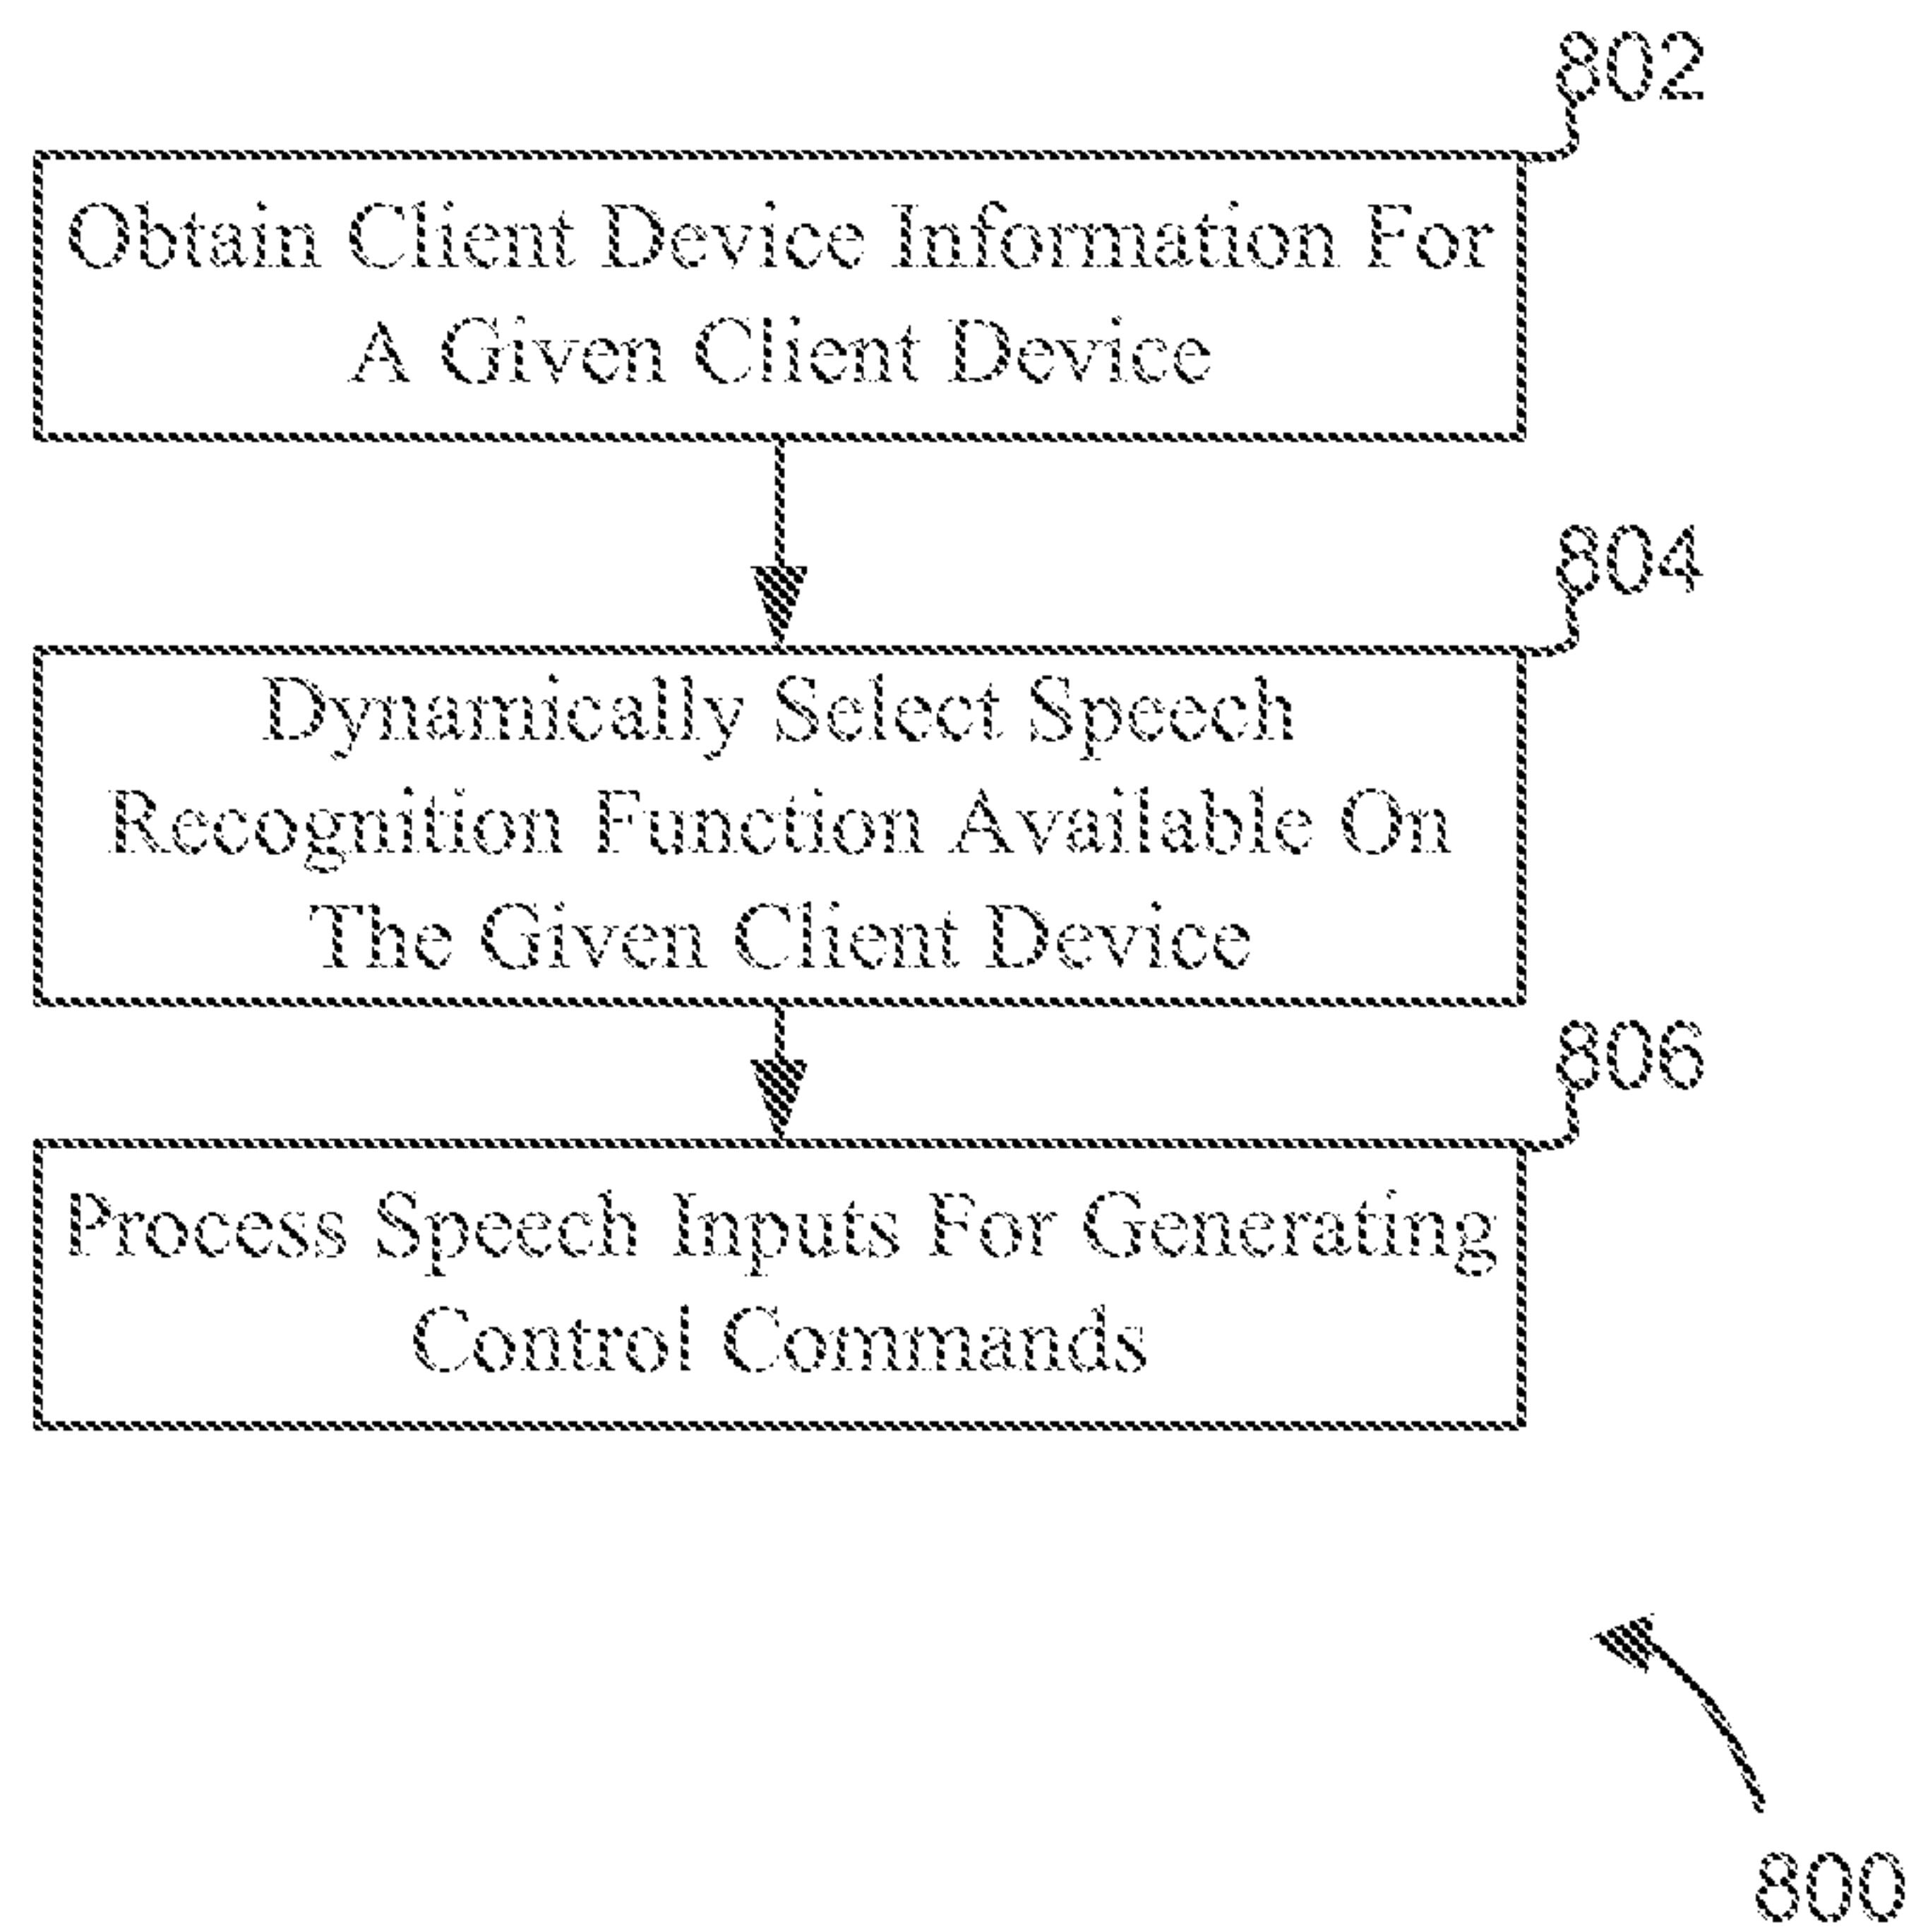 802
Obtain Client Device Information For
A Given Client Device
804
Dynamically Select Speech
Recognition Function Available On
The Given Client Device
806
Process Speech Inputs For Generating
Control Commands
800